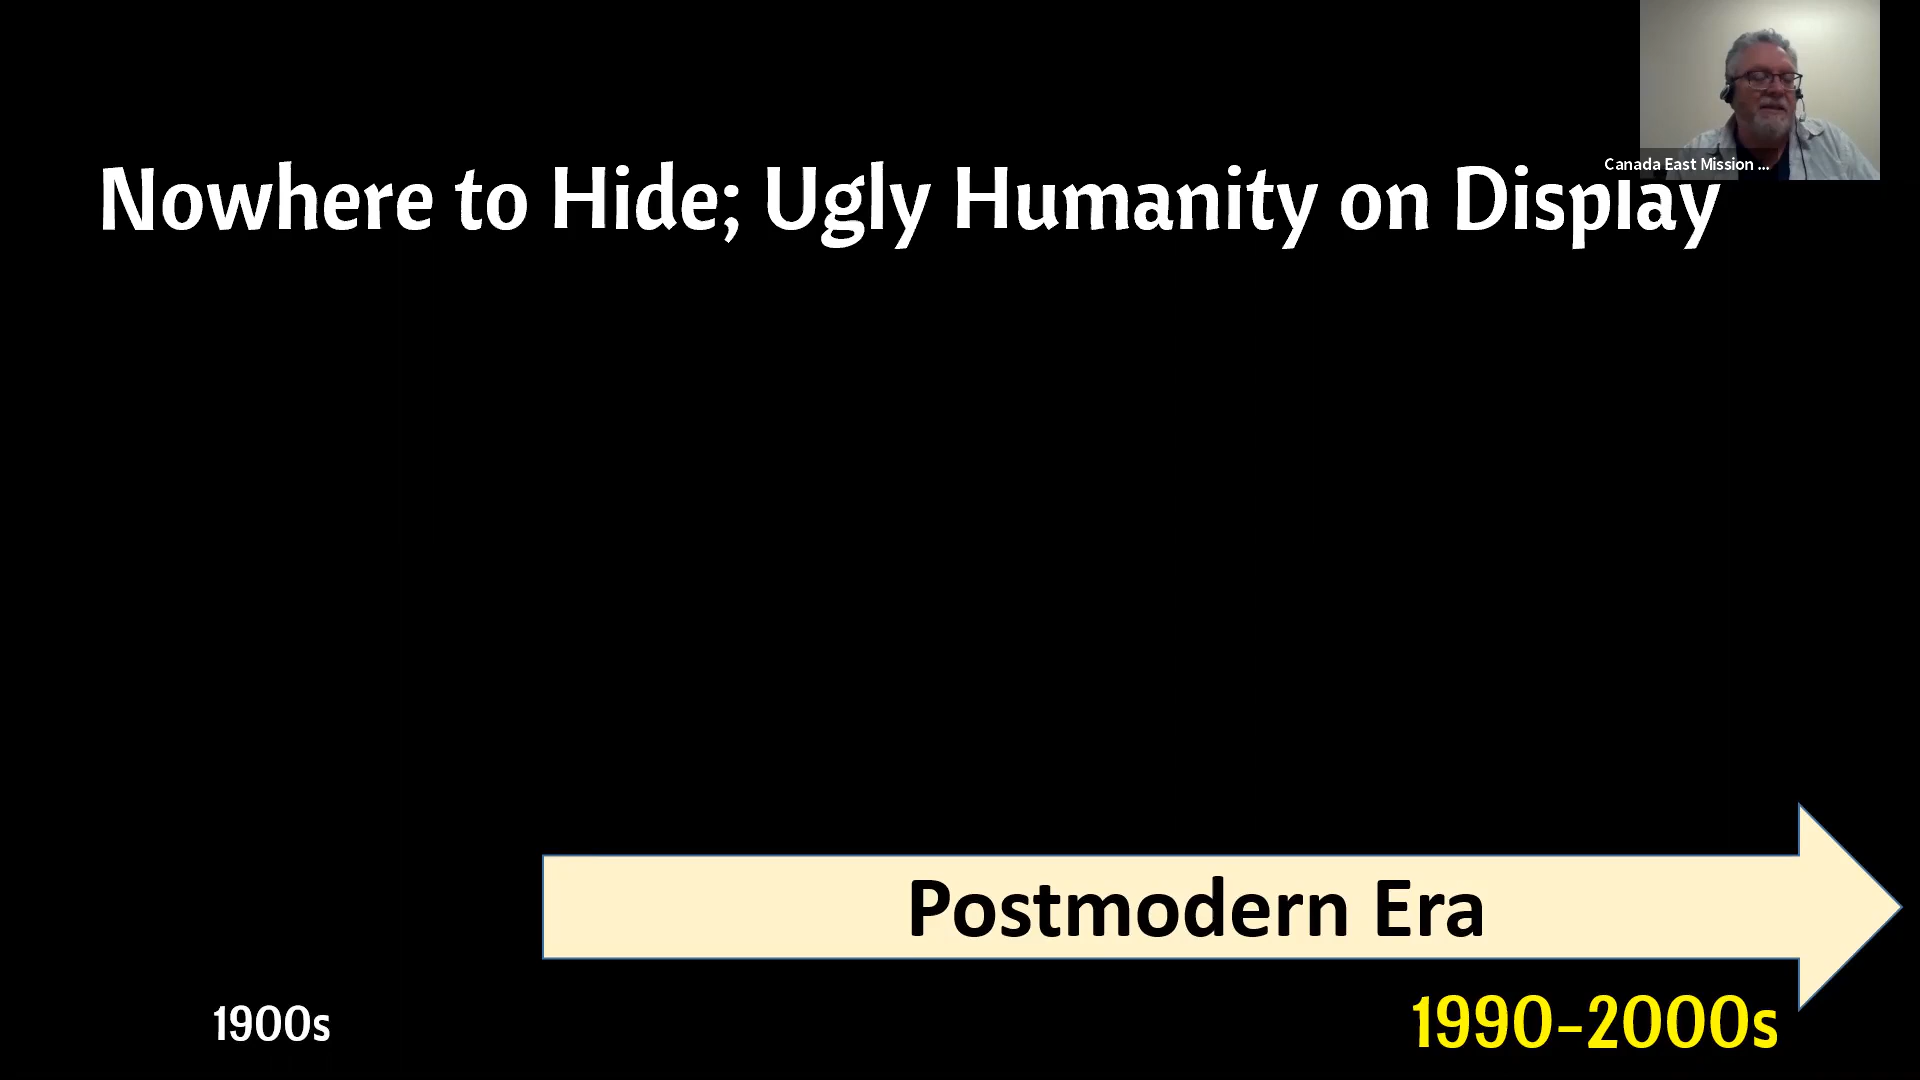 Canada East Mission ...
Nowhere to Hide; Ugly Humanity on Display
Postmodern Era
1900s
1990-2000s